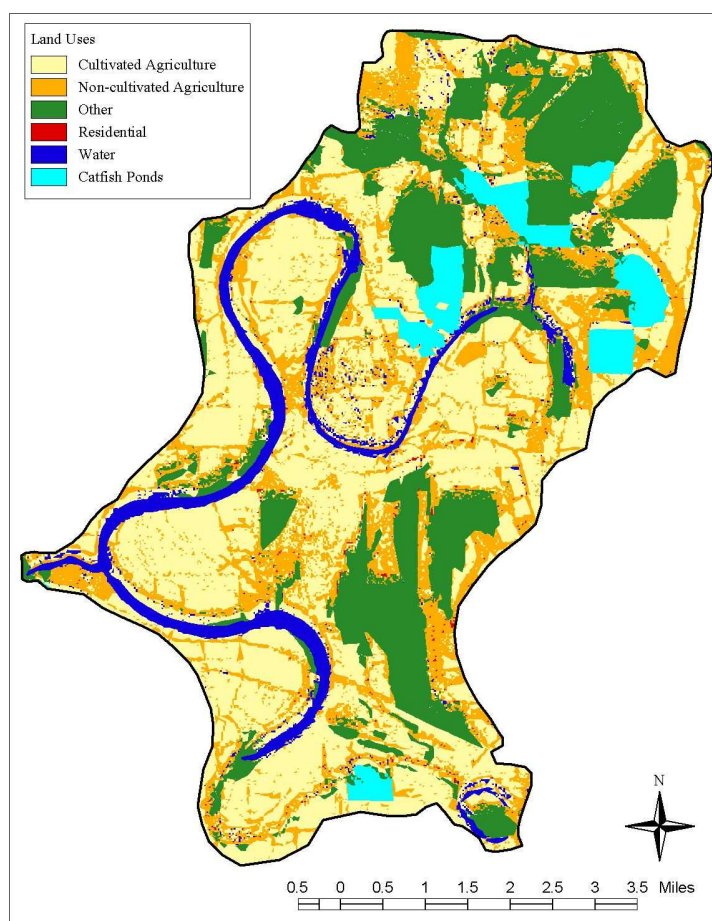 Land Uses
Cultivated Agriculture
Non-cultivated Agriculture
Other
Residential
Water
Catfish Ponds
N
0.5 0 0.5 1 1.5 2 2.5 3 3.5 Miles